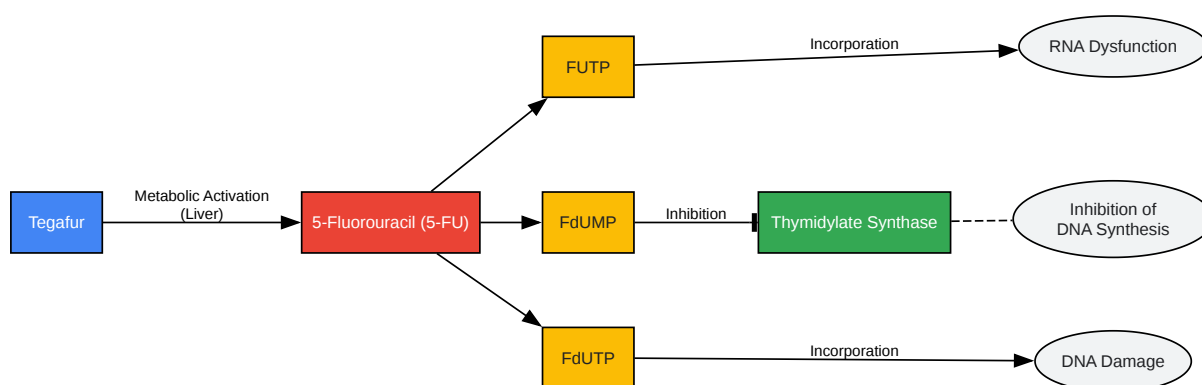 Incorporation
RNA Dysfunction
FUTP
Metabolic Activation
(Liver)
Tegafur
5-Fluorouracil (5-FU)
FdUMP
Inhibition
Thymidylate Synthase
Inhibition of
DNA Synthesis
FdUTP
Incorporation
DNA Damage